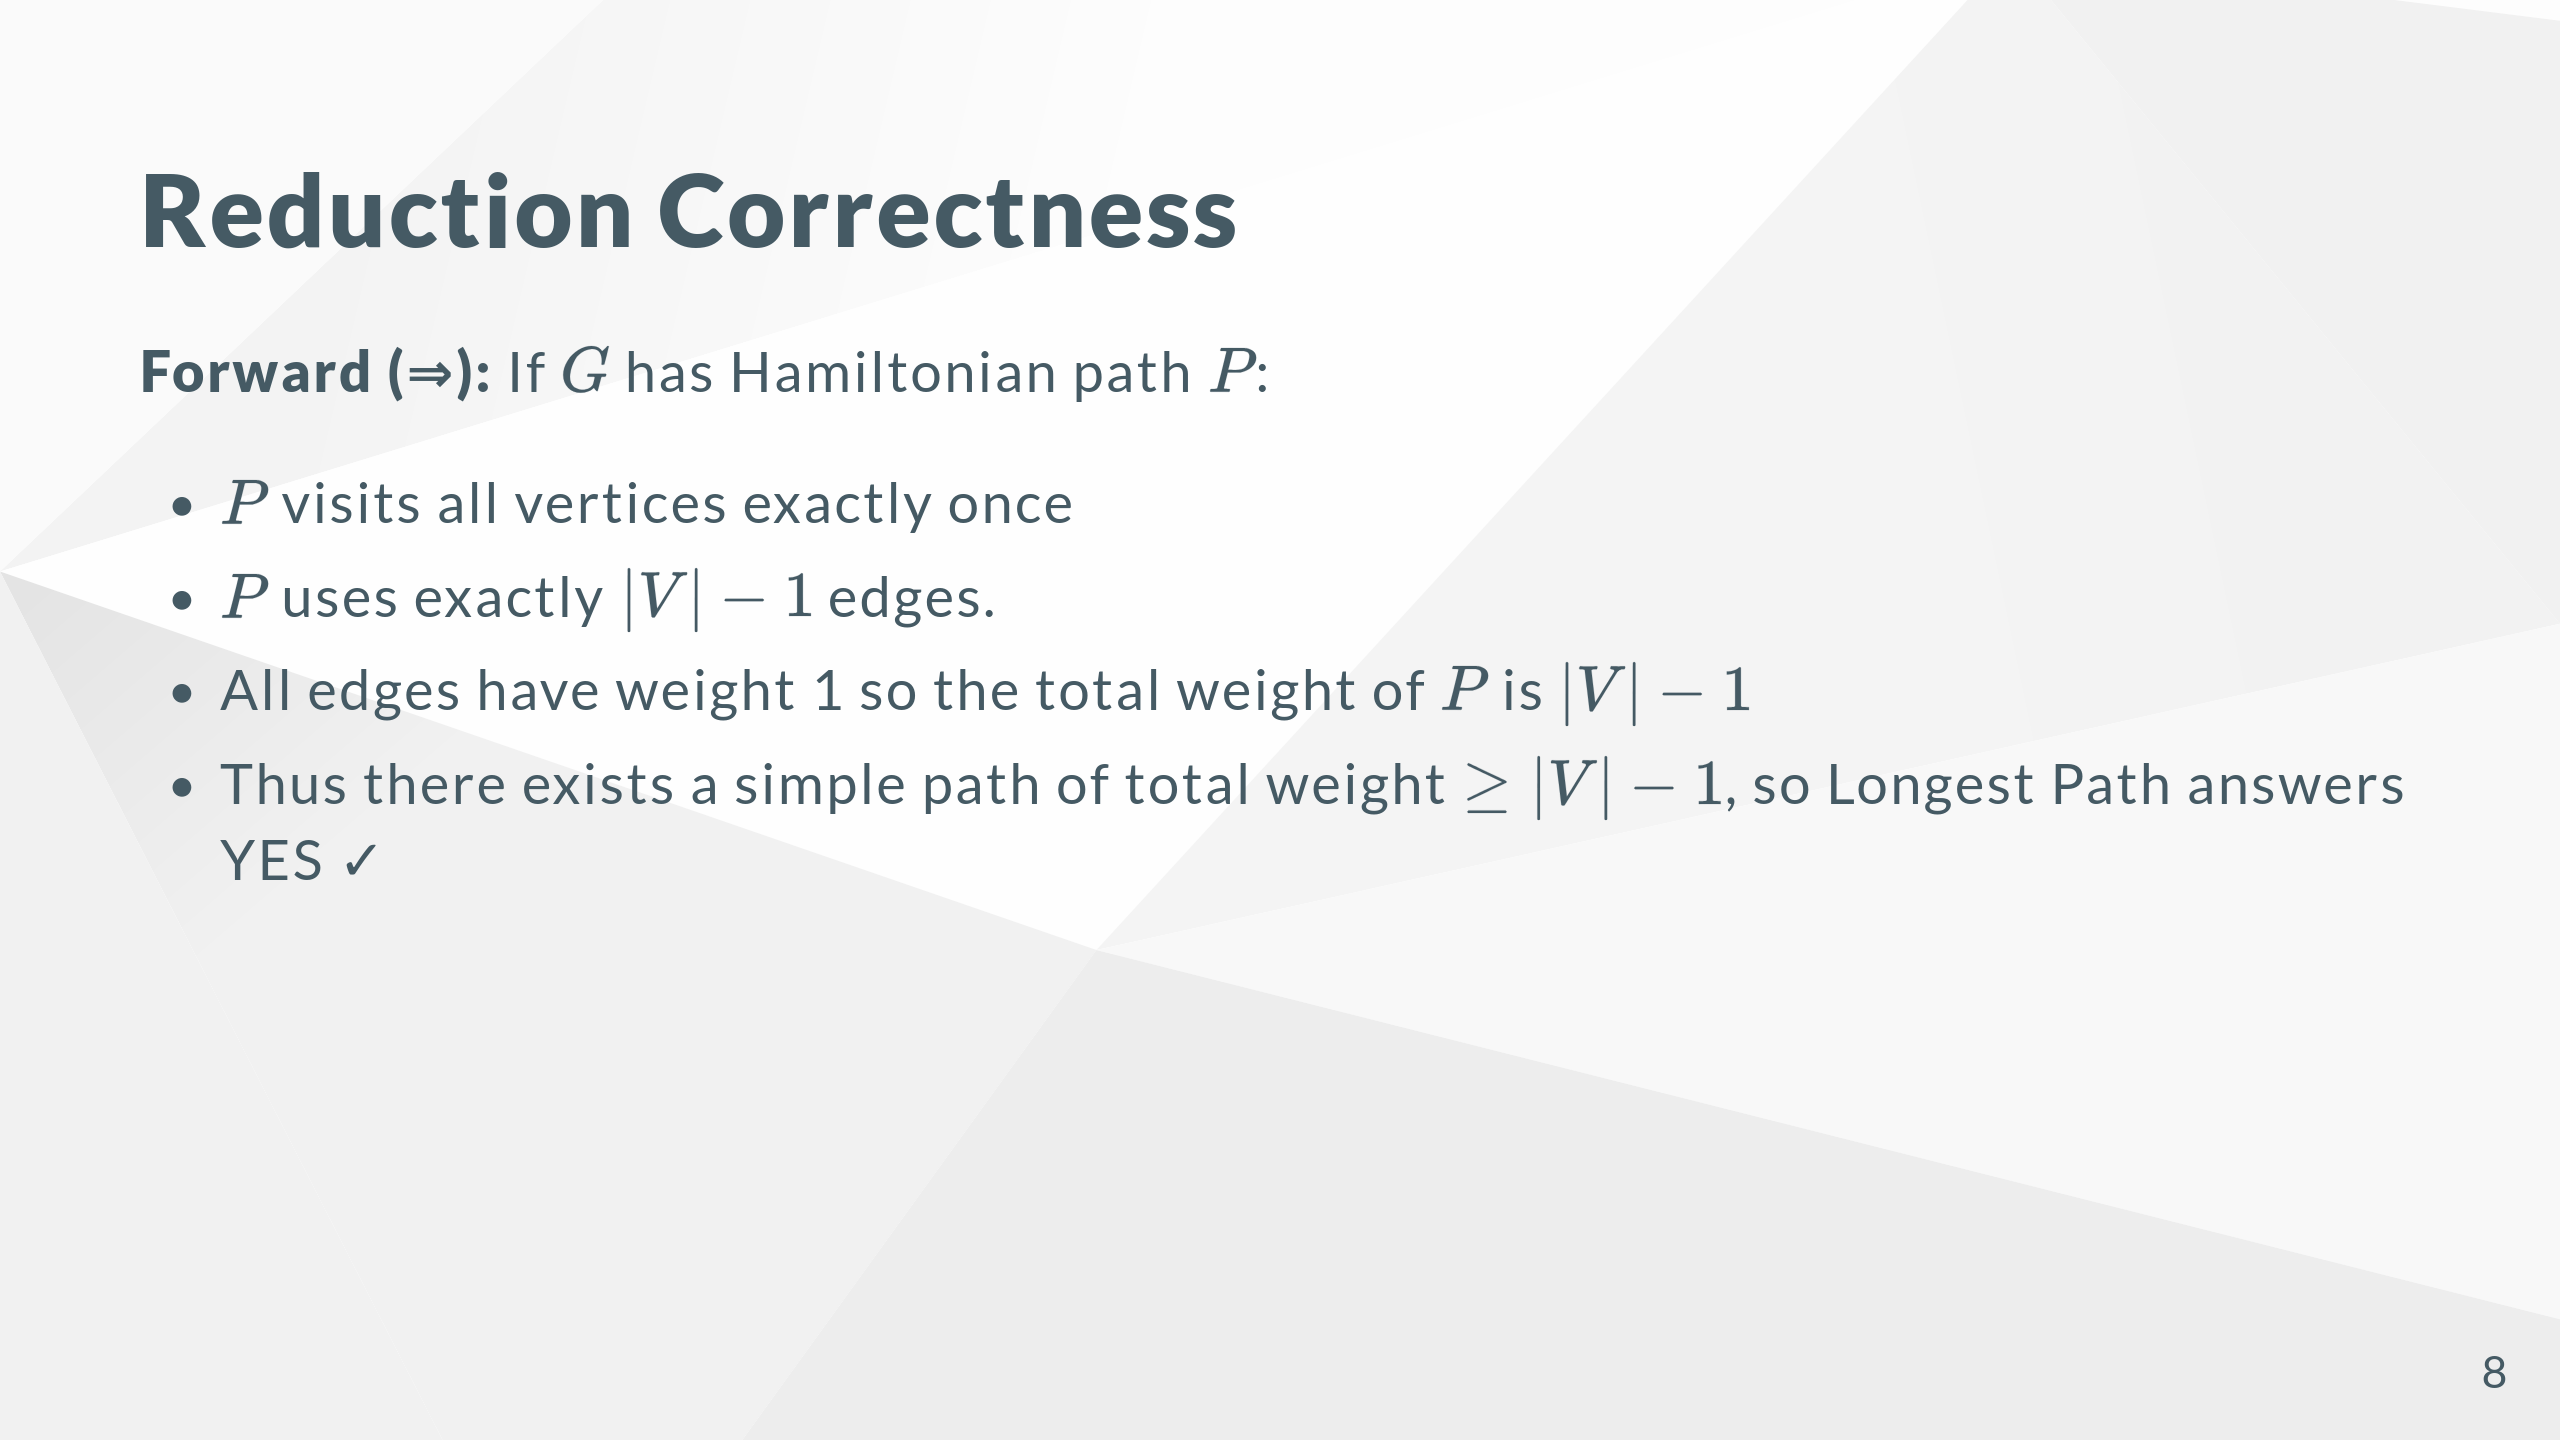 Reduction Correctness
Forward (⇒): If G has Hamiltonian path P:
• P visits all vertices exactly once
• P uses exactly |V| − 1 edges.
• All edges have weight 1 so the total weight of P is |V| − 1
• Thus there exists a simple path of total weight ≥ |V| − 1, so Longest Path answers
YES ✓
8